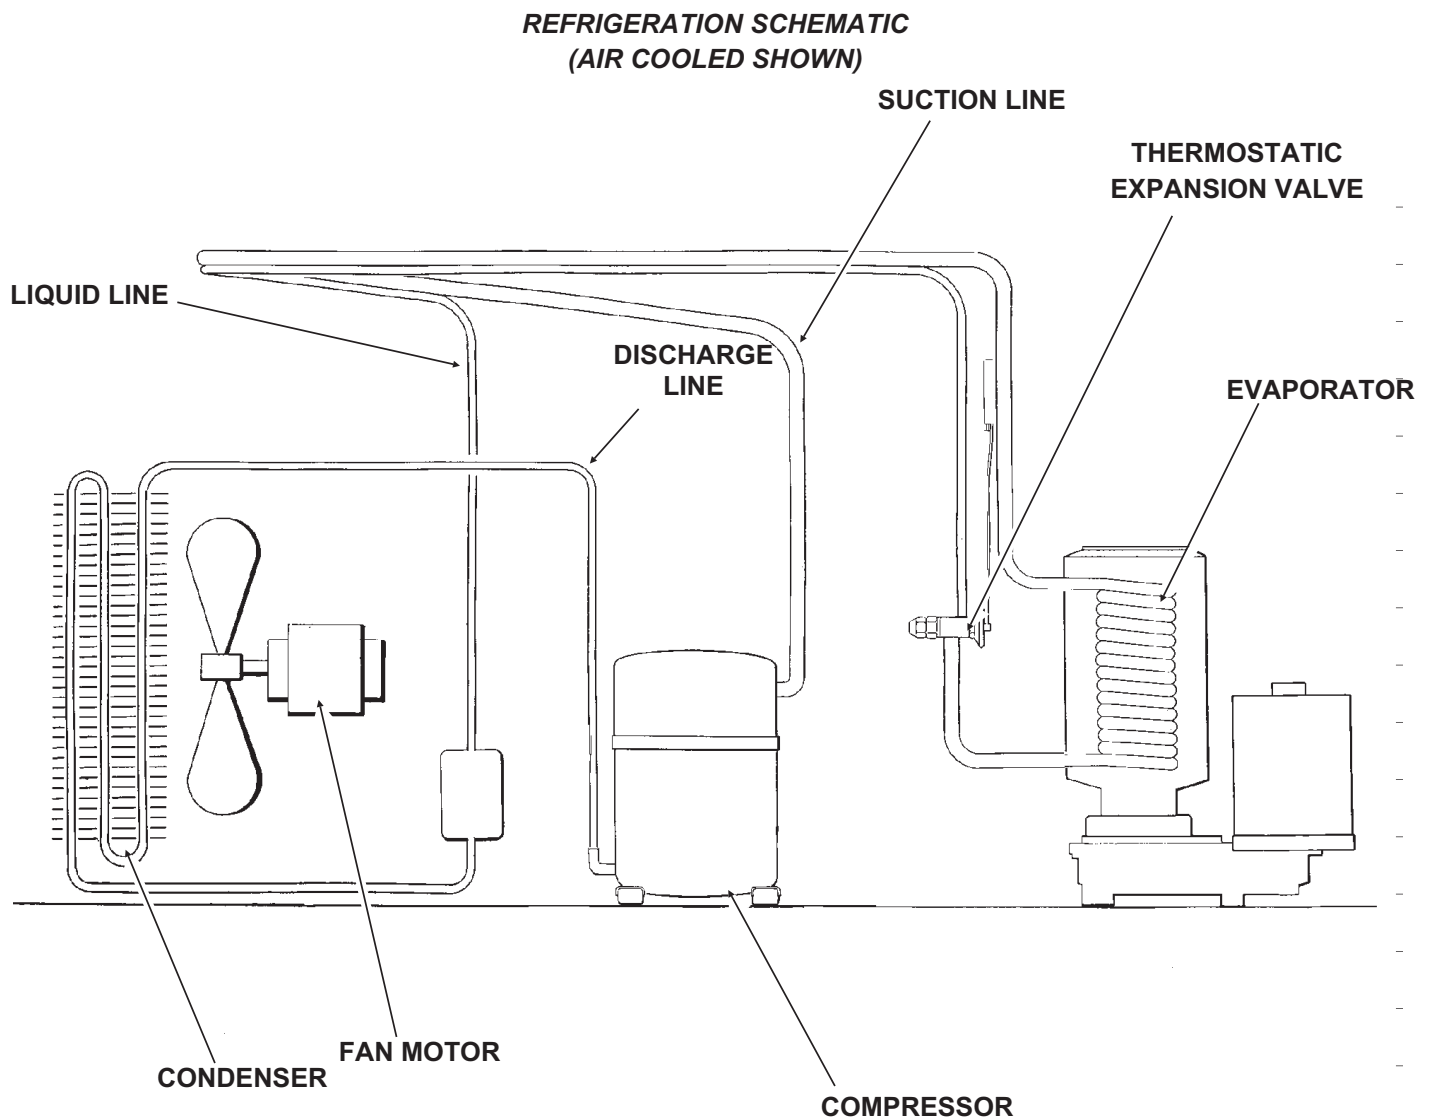 REFRIGERATION SCHEMATIC
(AIR COOLED SHOWN)
SUCTION LINE
THERMOSTATIC
EXPANSION VALVE
LIQUID LINE
DISCHARGE
LINE
EVAPORATOR
FAN MOTOR
CONDENSER
COMPRESSOR